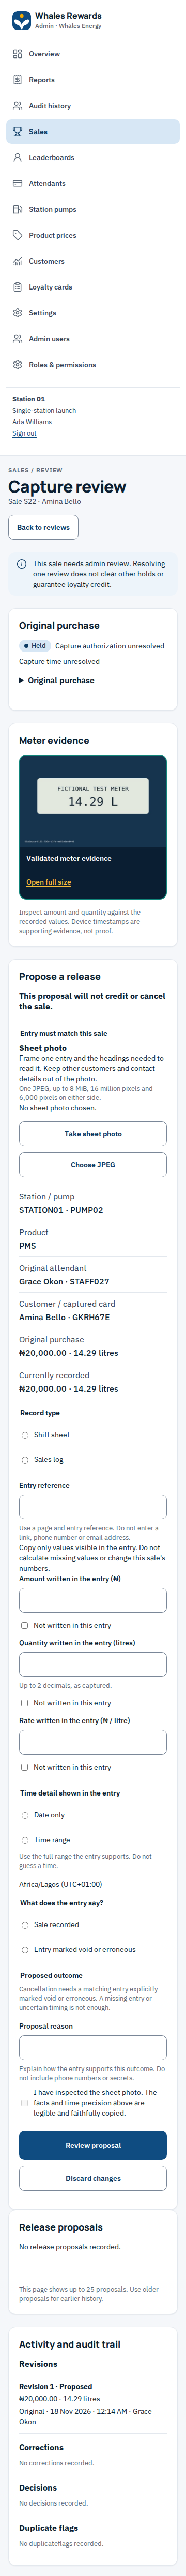 Whales Rewards
Admin · Whales Energy
Overview
Reports
Audit history
Sales
Leaderboards
Attendants
Station pumps
Product prices
Customers
Loyalty cards
Settings
Admin users
Roles & permissions
Station 01
Single-station launch
Ada Williams
Sign out
SALES / REVIEW
Capture review
Sale 522 · Amina Bello
Back to reviews
This sale needs admin review. Resolving
one review does not clear other holds or
guarantee loyalty credit.
Original purchase
Held
Capture authorization unresolved
Capture time unresolved
Original purchase
Meter evidence
FICTIONAL TEST METER
14.29 L
Validated meter evidence
Open full size
Inspect amount and quantity against the
recorded values. Device timestamps are
supporting evidence, not proof.
Propose a release
This proposal will not credit or cancel
the sale.
Entry must match this sale
Sheet photo
Frame one entry and the headings needed to
read it. Keep other customers and contact
details out of the photo.
One JPEG, up to 8 MiB, 16 million pixels and
6,000 pixels on either side.
No sheet photo chosen.
Take sheet photo
Choose JPEG
Station / pump
STATION01 · PUMP02
Product
PMS
Original attendant
Grace Okon · STAFF027
Customer / captured card
Amina Bello · GKRH67E
Original purchase
₦20,000.00 · 14.29 litres
Currently recorded
₦20,000.00 · 14.29 litres
Record type
Shift sheet
Sales log
Entry reference
Use a page and entry reference. Do not enter a
link, phone number or email address.
Copy only values visible in the entry. Do not
calculate missing values or change this sale's
numbers.
Amount written in the entry (₦)
Not written in this entry
Quantity written in the entry (litres)
Up to 2 decimals, as captured.
Not written in this entry
Rate written in the entry (₦ / litre)
Not written in this entry
Time detail shown in the entry
Date only
Time range
Use the full range the entry supports. Do not
guess a time.
Africa/Lagos (UTC+01:00)
What does the entry say?
Sale recorded
Entry marked void or erroneous
Proposed outcome
Cancellation needs a matching entry explicitly
marked void or erroneous. A missing entry or
uncertain timing is not enough.
Proposal reason
Explain how the entry supports this outcome. Do
not include phone numbers or secrets.
I have inspected the sheet photo. The
facts and time precision above are
legible and faithfully copied.
Review proposal
Discard changes
Release proposals
No release proposals recorded.
This page shows up to 25 proposals. Use older
proposals for earlier history.
Activity and audit trail
Revisions
Revision 1 · Proposed
₦20,000.00 · 14.29 litres
Original · 18 Nov 2026 · 12:14 AM · Grace
Okon
Corrections
No corrections recorded.
Decisions
No decisions recorded.
Duplicate flags
No duplicateflags recorded.